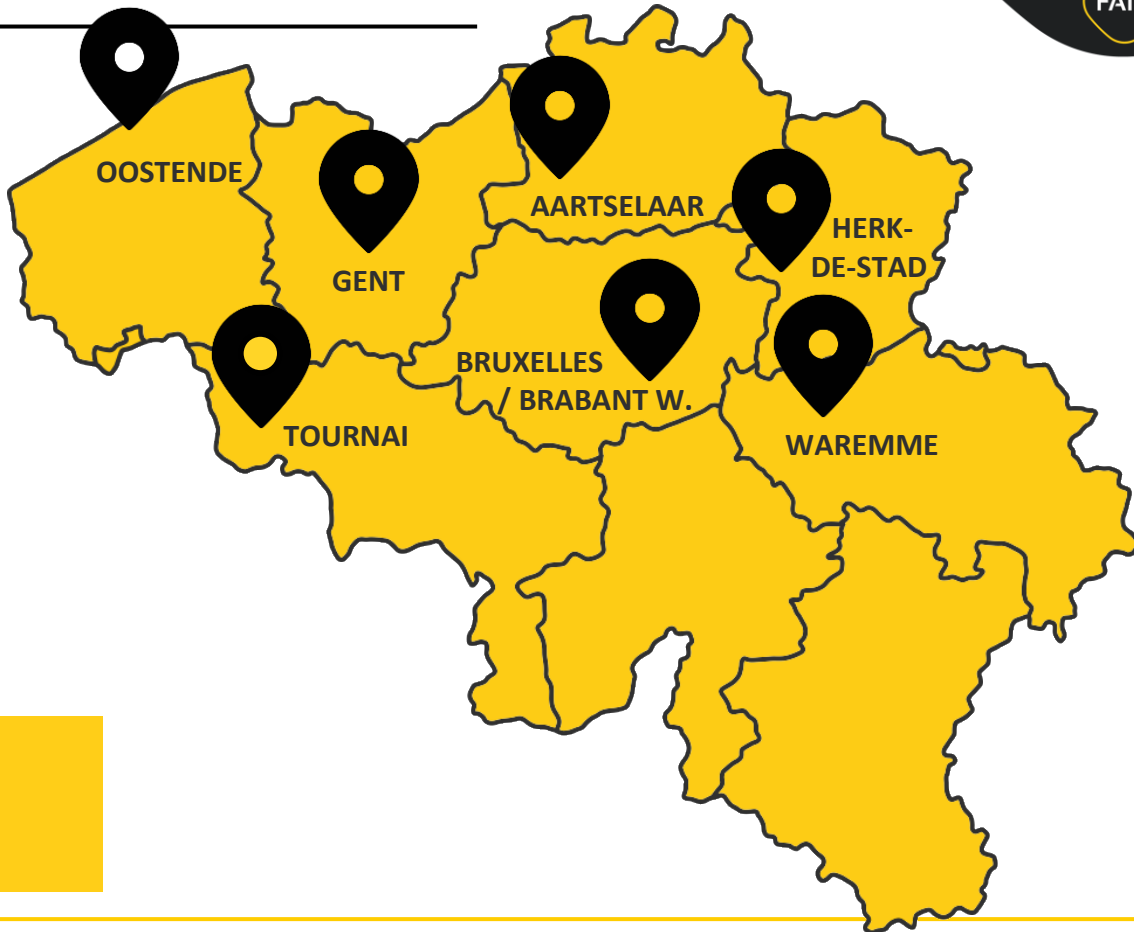 OOSTENDE
AARTSELAAR
HERK-
DE-STAD
GENT
BRUXELLES
/ BRABANT W.
TOURNAI
WAREMME